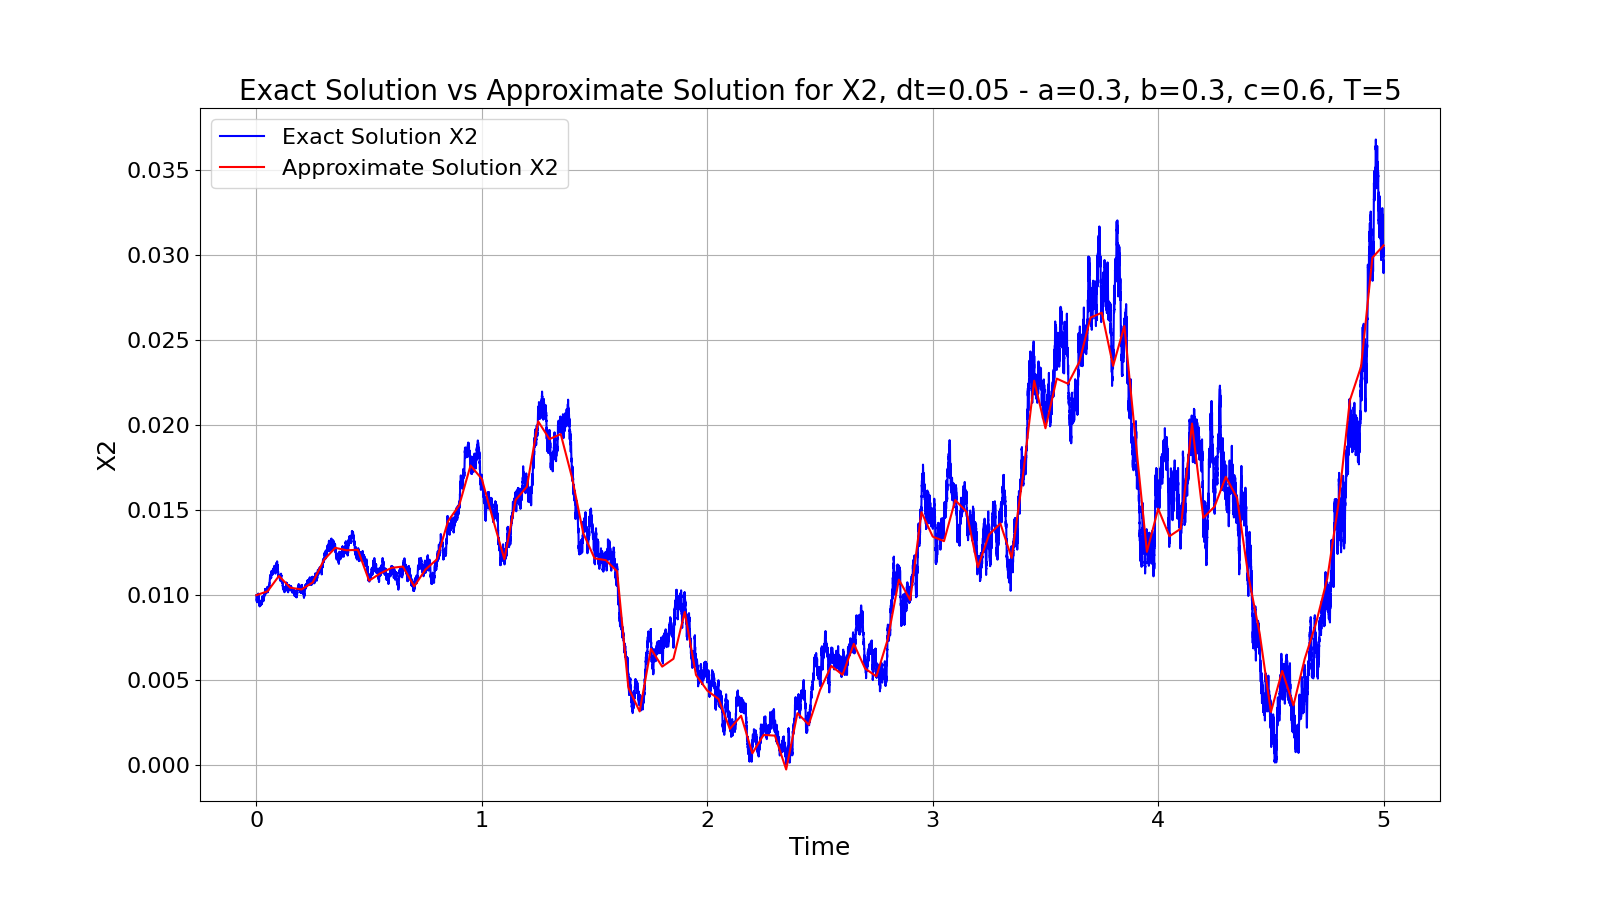 Exact Solution vs Approximate Solution for X2, dt=0.05 - a=0.3, b=0.3, c=0.6, T=5
Exact Solution X2
Approximate Solution X2
0.035
0.030
0.025
0.020
0.015
0.010
0.005
0.000
X2
0 1 2 3 4 5
Time